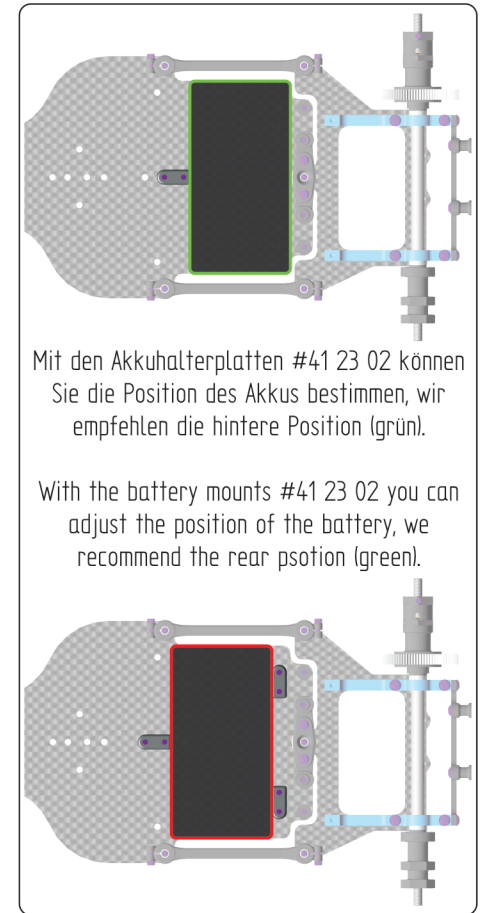 Mit den Akkuhalterplatten #41 23 02 können
Sie die Position des Akkus bestimmen, wir
empfehlen die hintere Position (grün).
With the battery mounts #41 23 02 you can
adjust the position of the battery, we
recommend the rear psotion (green).